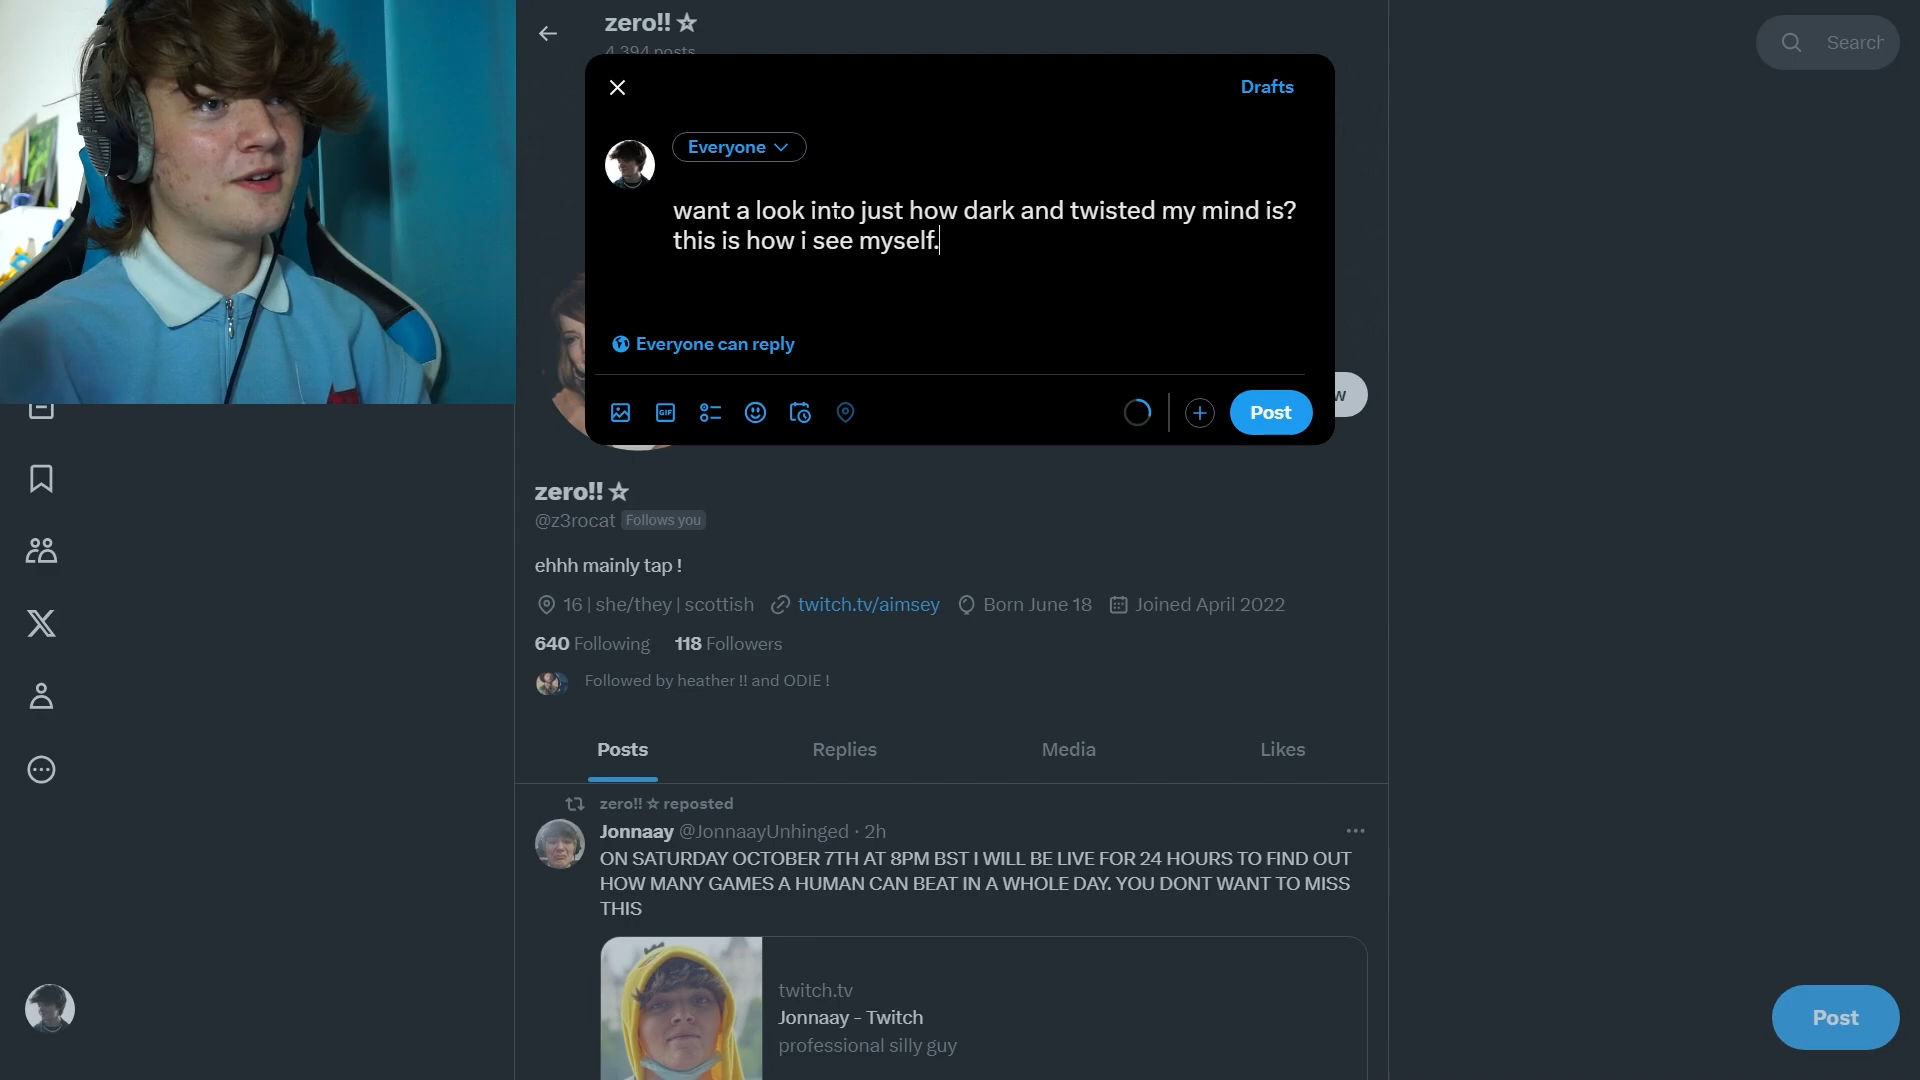 zero!! ☆
4,394 posts
Search
Drafts
Everyone
want a look into just how dark and twisted my mind is?
this is how i see myself.
Everyone can reply
GIF
Post
w
zero!! ☆
@z3rocat Follows you
ehhh mainly tap !
16 | she/they | scottish twitch.tv/aimsey Born June 18 Joined April 2022
640 Following 118 Followers
Followed by heather !! and ODIE !
Posts Replies Media Likes
zero!! ☆ reposted
Jonnaay @JonnaayUnhinged · 2h
ON SATURDAY OCTOBER 7TH AT 8PM BST I WILL BE LIVE FOR 24 HOURS TO FIND OUT
HOW MANY GAMES A HUMAN CAN BEAT IN A WHOLE DAY. YOU DONT WANT TO MISS
THIS
twitch.tv
Jonnaay - Twitch
professional silly guy
Post